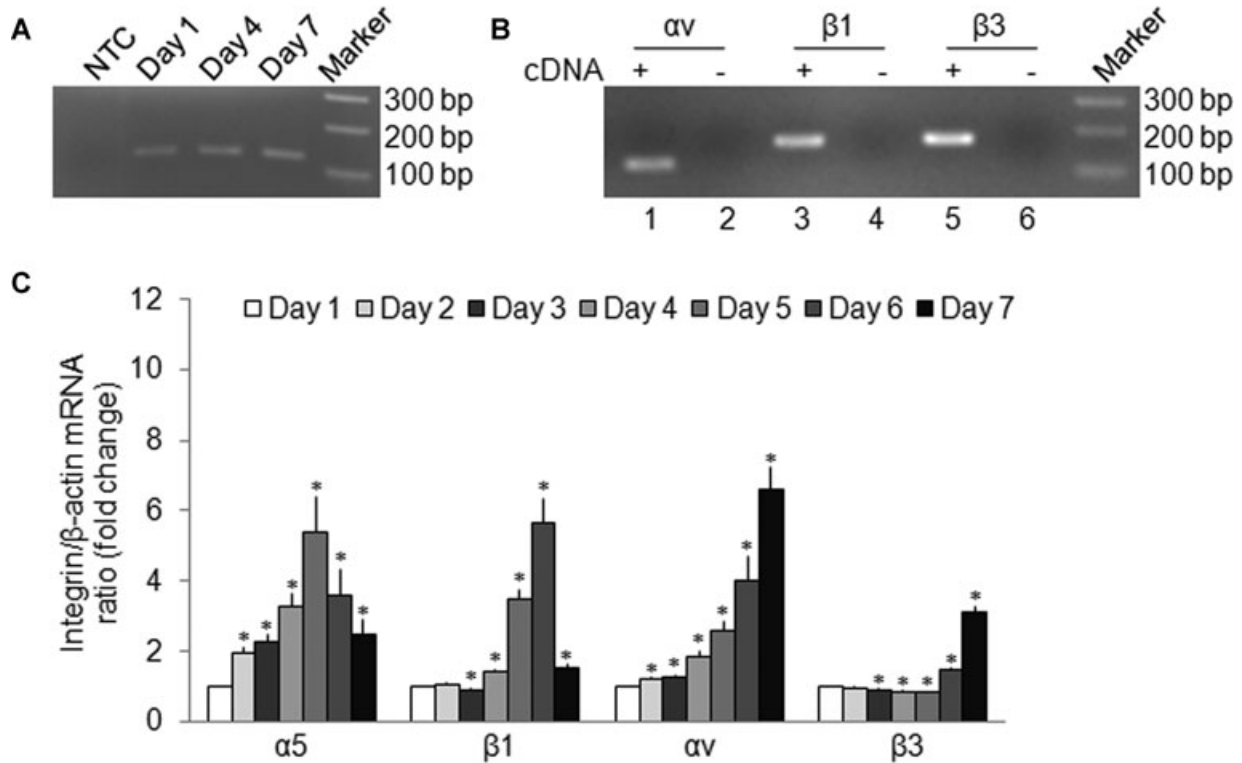 A
NTC Day 1 Day 4 Day 7 Marker
300 bp
200 bp
100 bp
B
αv β1 β3
cDNA + - + - + - Marker
300 bp
200 bp
100 bp
1 2 3 4 5 6
C
Integrin/β-actin mRNA
ratio (fold change)
12
10
8
6
4
2
0
Day 1 Day 2 Day 3 Day 4 Day 5 Day 6 Day 7
* * * * * *
* * * * *
* * * * * *
* * * * *
α5 β1 αv β3